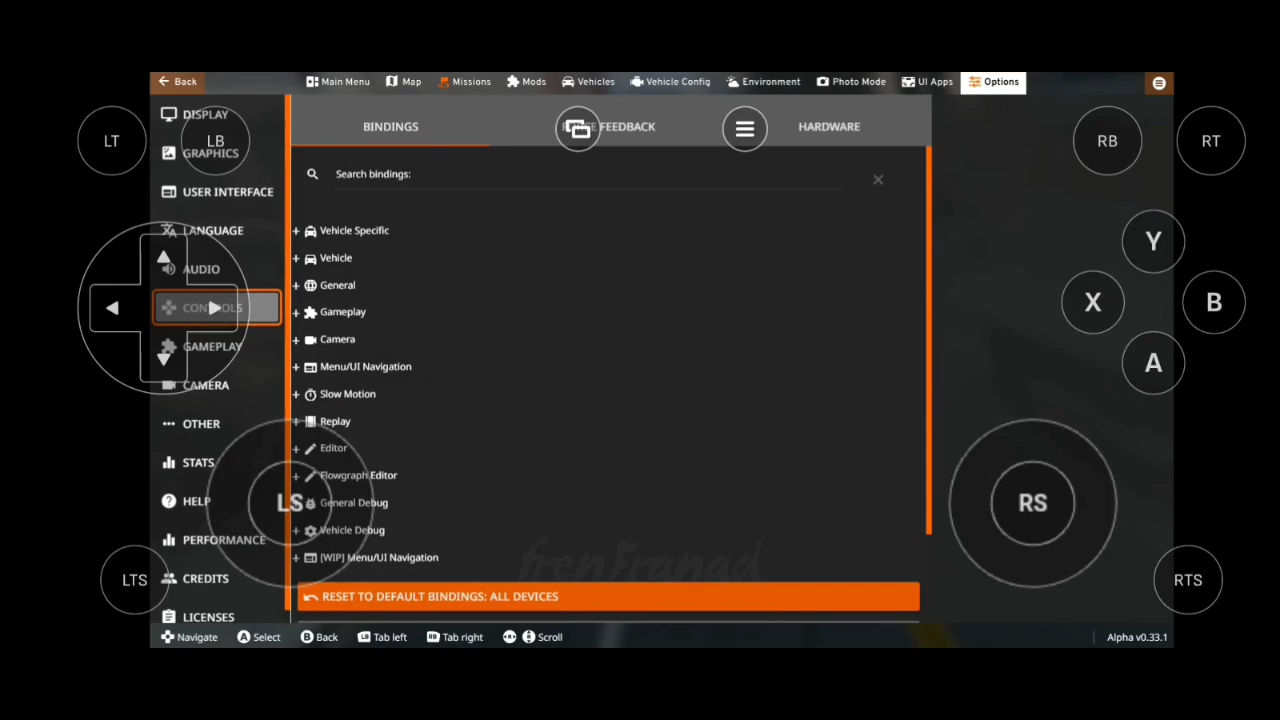 Back
Main Menu
Map
Missions
Mods
Vehicles
Vehicle Config
Environment
Photo Mode
UI Apps
Options
LT
LB
RB
RT
DISPLAY
GRAPHICS
USER INTERFACE
LANGUAGE
AUDIO
CONTROLS
GAMEPLAY
CAMERA
OTHER
STATS
HELP
PERFORMANCE
CREDITS
LICENSES
BINDINGS
FEEDBACK
HARDWARE
Search bindings:
+ Vehicle Specific
+ Vehicle
+ General
+ Gameplay
+ Camera
+ Menu/UI Navigation
+ Slow Motion
+ Replay
+ Editor
+ Flowgraph Editor
General Debug
+ Vehicle Debug
+ [WIP] Menu/UI Navigation
frenFranad
RESET TO DEFAULT BINDINGS: ALL DEVICES
Y
X
B
A
LS
RS
LTS
RTS
Navigate
A Select
B Back
LB Tab left
RB Tab right
R
Scroll
Alpha v0.33.1